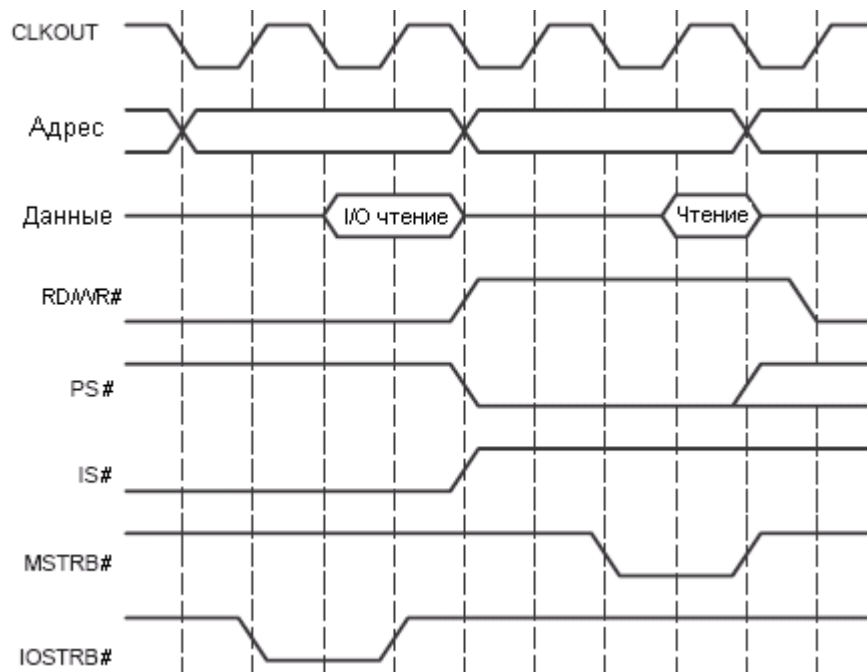 CLKOUT
Адрес
Данные
I/O чтение
Чтение
RD/WR#
PS#
IS#
MSTRB#
IOSTRB#